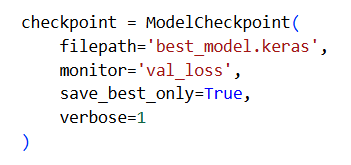 checkpoint = ModelCheckpoint(
    filepath='best_model.keras',
    monitor='val_loss',
    save_best_only=True,
    verbose=1
)